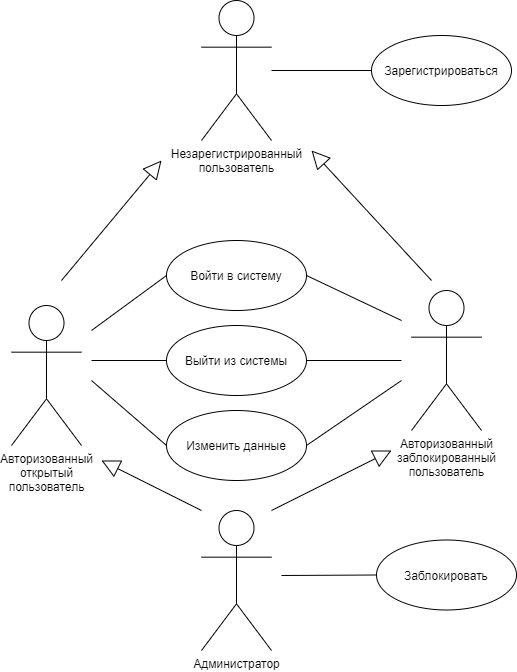 Зарегистрироваться
Незарегистрированный
пользователь
Войти в систему
Выйти из системы
Изменить данные
Авторизованный
открытый
пользователь
Авторизованный
заблокированный
пользователь
Заблокировать
Администратор